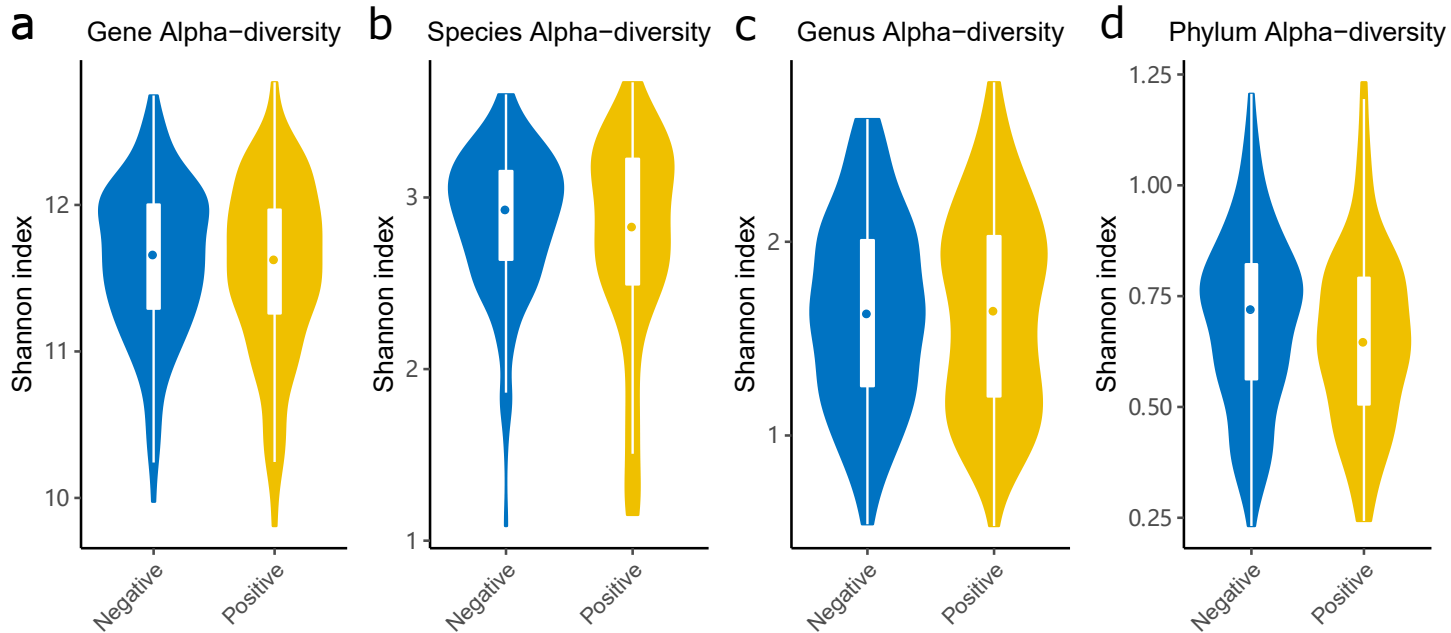 a Gene Alpha−diversity
Shannon index
12
11
10
Negative
Positive
b Species Alpha−diversity
Shannon index
3
2
1
Negative
Positive
c Genus Alpha−diversity
Shannon index
2
1
Negative
Positive
d Phylum Alpha−diversity
Shannon index
1.25
1.00
0.75
0.50
0.25
Negative
Positive